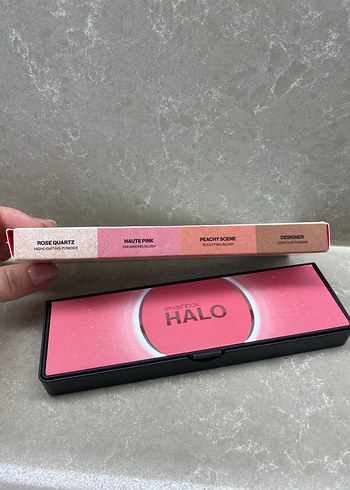 ROSE QUARTZ
HIGHLIGHTING POWDER
HAUTE PINK
ENHANCING BLUSH
PEACHY SCENE
SCULPTING BLUSH
DESIGNER
CONTOUR POWDER
smashbox
HALO